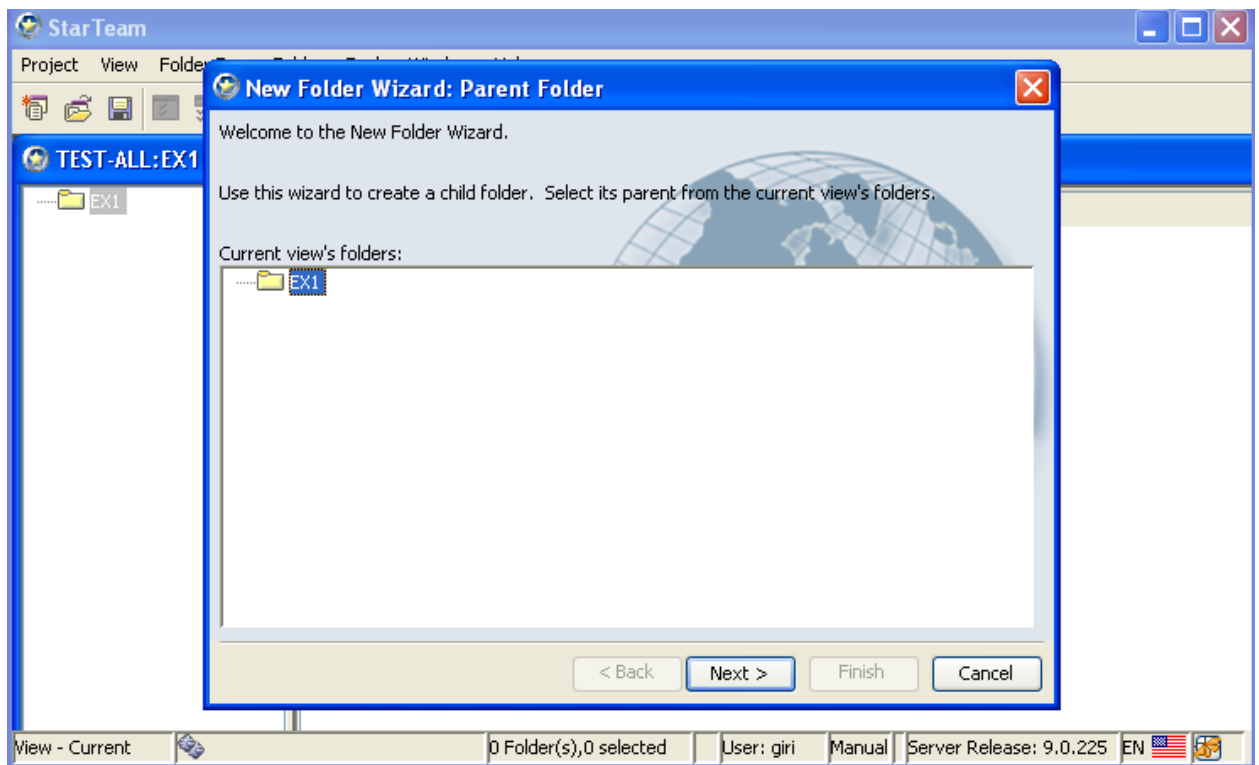 StarTeam
Project View Folde
New Folder Wizard: Parent Folder
Welcome to the New Folder Wizard.
TEST-ALL:EX1
EX1
Use this wizard to create a child folder. Select its parent from the current view's folders.
Current view's folders:
EX1
< Back Next > Finish Cancel
View - Current 0 Folder(s),0 selected User: giri Manual Server Release: 9.0.225 EN